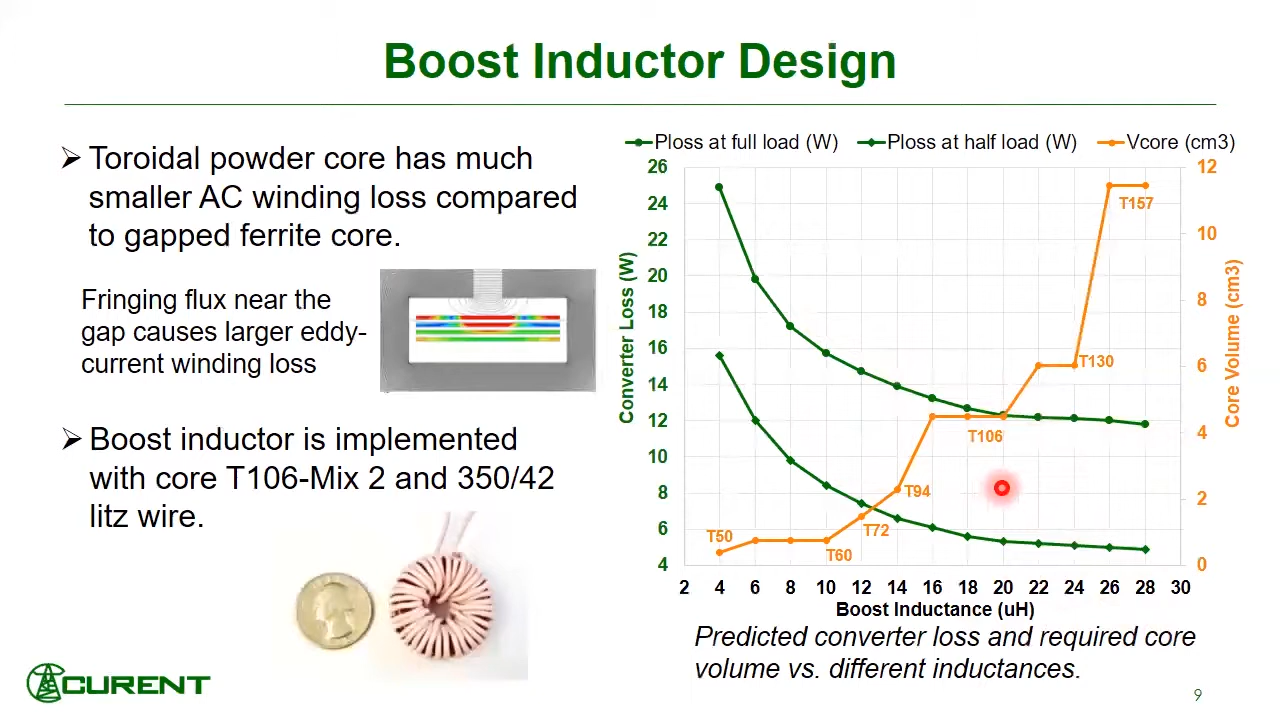 Boost Inductor Design
➢ Toroidal powder core has much
smaller AC winding loss compared
to gapped ferrite core.
Fringing flux near the
gap causes larger eddy-
current winding loss
➢ Boost inductor is implemented
with core T106-Mix 2 and 350/42
litz wire.
CURENT
Ploss at full load (W) Ploss at half load (W) Vcore (cm3)
Converter Loss (W)
26
24
22
20
18
16
14
12
10
8
6
4
T50
T60
T72
T94
T106
T130
T157
12
10
8
6
4
2
0
Core Volume (cm3)
2 4 6 8 10 12 14 16 18 20 22 24 26 28 30
Boost Inductance (uH)
Predicted converter loss and required core
volume vs. different inductances.
9